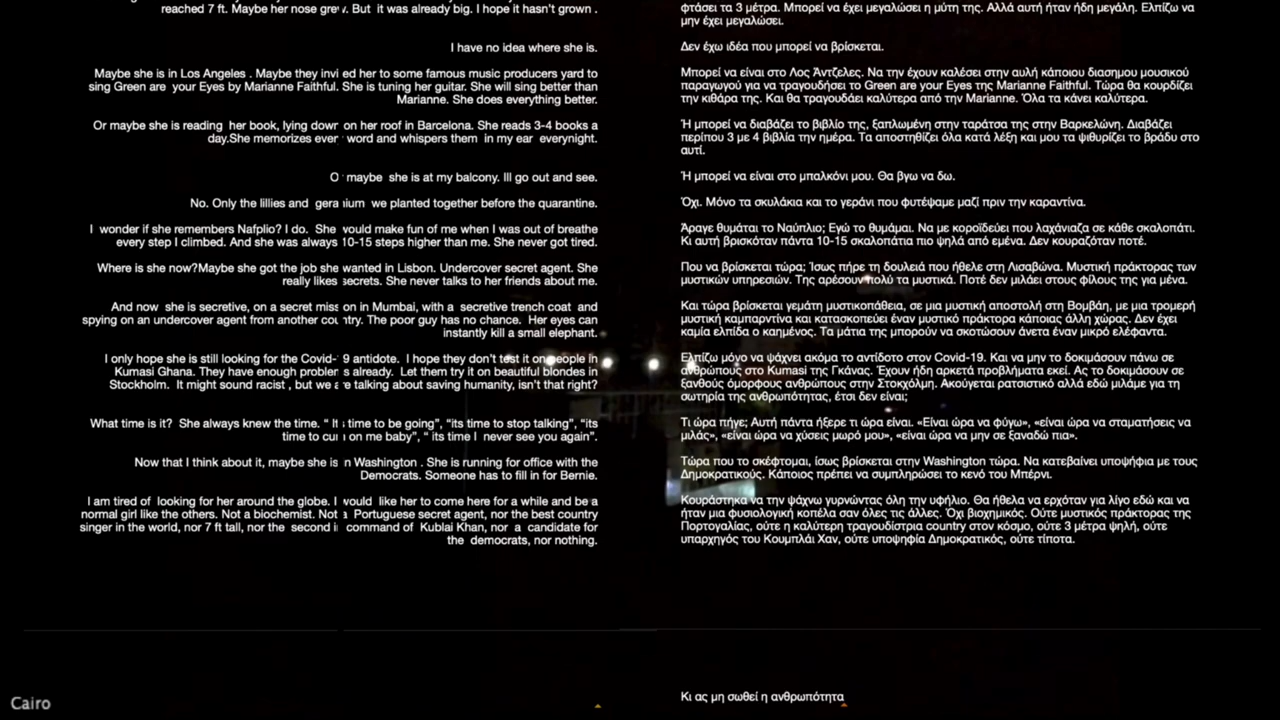 reached 7 ft. Maybe her nose grew. But it was already big. I hope it hasn't grown .
I have no idea where she is.
Maybe she is in Los Angeles . Maybe they invi ed her to some famous music producers yard to
sing Green are your Eyes by Marianne Faithful. She is tuning her guitar. She will sing better than
Marianne. She does everything better.
Or maybe she is reading her book, lying down on her roof in Barcelona. She reads 3-4 books a
day.She memorizes every word and whispers them in my ear everynight.
O maybe she is at my balcony. Ill go out and see.
No. Only the lillies and gera ium we planted together before the quarantine.
I wonder if she remembers Nafplio? I do. She would make fun of me when I was out of breathe
every step I climbed. And she was always 10-15 steps higher than me. She never got tired.
Where is she now?Maybe she got the job she wanted in Lisbon. Undercover secret agent. She
really likes secrets. She never talks to her friends about me.
And now she is secretive, on a secret miss on in Mumbai, with a secretive trench coat and
spying on an undercover agent from another cou try. The poor guy has no chance. Her eyes can
instantly kill a small elephant.
I only hope she is still looking for the Covid- 9 antidote. I hope they don't test it on people in
Kumasi Ghana. They have enough problem s already. Let them try it on beautiful blondes in
Stockholm. It might sound racist , but we a e talking about saving humanity, isn't that right?
What time is it? She always knew the time. “ It time to be going”, “its time to stop talking”, “its
time to cu on me baby”, “ its time I never see you again”.
Now that I think about it, maybe she is n Washington . She is running for office with the
Democrats. Someone has to fill in for Bernie.
I am tired of looking for her around the globe. I would like her to come here for a while and be a
normal girl like the others. Not a biochemist. Not a Portuguese secret agent, nor the best country
singer in the world, nor 7 ft tall, nor the second i command of Kublai Khan, nor a candidate for
the democrats, nor nothing.
φτάσει τα 3 μέτρα. Μπορεί να έχει μεγαλώσει η μύτη της. Αλλά αυτή ήταν ήδη μεγάλη. Ελπίζω να
μην έχει μεγαλώσει.
Δεν έχω ιδέα που μπορεί να βρίσκεται.
Μπορεί να είναι στο Λος Άντζελες. Να την έχουν καλέσει στην αυλή κάποιου διασημου μουσικού
παραγωγού για να τραγουδήσει το Green are your Eyes της Marianne Faithful. Τώρα θα κουρδίζει
την κιθάρα της. Και θα τραγουδάει καλύτερα από την Marianne. Όλα τα κάνει καλύτερα.
Ή μπορεί να διαβάζει το βιβλίο της, ξαπλωμένη στην ταράτσα της στην Βαρκελώνη. Διαβάζει
περίπου 3 με 4 βιβλία την ημέρα. Τα αποστηθίζει όλα κατά λέξη και μου τα ψιθυρίζει το βράδυ στο
αυτί.
Ή μπορεί να είναι στο μπαλκόνι μου. Θα βγω να δω.
Όχι. Μόνο τα σκυλάκια και το γεράνι που φυτέψαμε μαζί πριν την καραντίνα.
Άραγε θυμάται το Ναύπλιο; Εγώ το θυμάμαι. Να με κοροϊδεύει που λαχάνιαζα σε κάθε σκαλοπάτι.
Κι αυτή βρισκόταν πάντα 10-15 σκαλοπάτια πιο ψηλά από εμένα. Δεν κουραζόταν ποτέ.
Που να βρίσκεται τώρα; Ίσως πήρε τη δουλειά που ήθελε στη Λισαβώνα. Μυστική πράκτορας των
μυστικών υπηρεσιών. Της αρέσουν πολύ τα μυστικά. Ποτέ δεν μιλάει στους φίλους της για μένα.
Και τώρα βρίσκεται γεμάτη μυστικοπάθεια, σε μια μυστική αποστολή στη Βομβάη, με μια τρομερή
μυστική καμπαρντίνα και κατασκοπεύει έναν μυστικό πράκτορα κάποιας άλλη χώρας. Δεν έχει
καμία ελπίδα ο καημένος. Τα μάτια της μπορούν να σκοτώσουν άνετα έναν μικρό ελέφαντα.
Ελπίζω μόνο να ψάχνει ακόμα το αντίδοτο στον Covid-19. Και να μην το δοκιμάσουν πάνω σε
ανθρώπους στο Kumasi της Γκάνας. Έχουν ήδη αρκετά προβλήματα εκεί. Ας το δοκιμάσουν σε
ξανθούς όμορφους ανθρώπους στην Στοκχόλμη. Ακούγεται ρατσιστικό αλλά εδώ μιλάμε για τη
σωτηρία της ανθρωπότητας, έτσι δεν είναι;
Τι ώρα πήγε; Αυτή πάντα ήξερε τι ώρα είναι. «Είναι ώρα να φύγω», «είναι ώρα να σταματήσεις να
μιλάς», «είναι ώρα να χύσεις μωρό μου», «είναι ώρα να μην σε ξαναδώ πια».
Τώρα που το σκέφτομαι, ίσως βρίσκεται στην Washington τώρα. Να κατεβαίνει υποψήφια με τους
Δημοκρατικούς. Κάποιος πρέπει να συμπληρώσει το κενό του Μπέρνι.
Κουράστηκα να την ψάχνω γυρνώντας όλη την υφήλιο. Θα ήθελα να ερχόταν για λίγο εδώ και να
ήταν μια φυσιολογική κοπέλα σαν όλες τις άλλες. Όχι βιοχημικός. Ούτε μυστικός πράκτορας της
Πορτογαλίας, ούτε η καλύτερη τραγουδίστρια country στον κόσμο, ούτε 3 μέτρα ψηλή, ούτε
υπαρχηγός του Κουμπλάι Χαν, ούτε υποψηφία Δημοκρατικός, ούτε τίποτα.
Κι ας μη σωθεί η ανθρωπότητα
Cairo